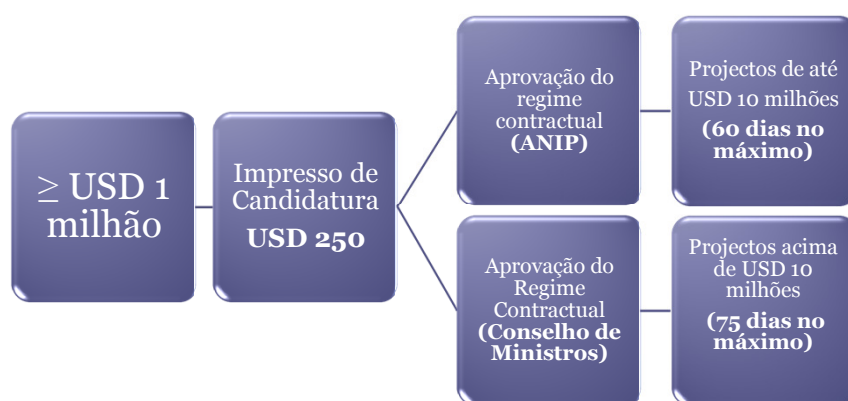 ≥ USD 1
milhão
Impresso de
Candidatura
USD 250
Aprovação do
regime
contractual
(ANIP)
Projectos de até
USD 10 milhões
(60 dias no
máximo)
Aprovação do
Regime
Contractual
(Conselho de
Ministros)
Projectos acima
de USD 10
milhões
(75 dias no
máximo)